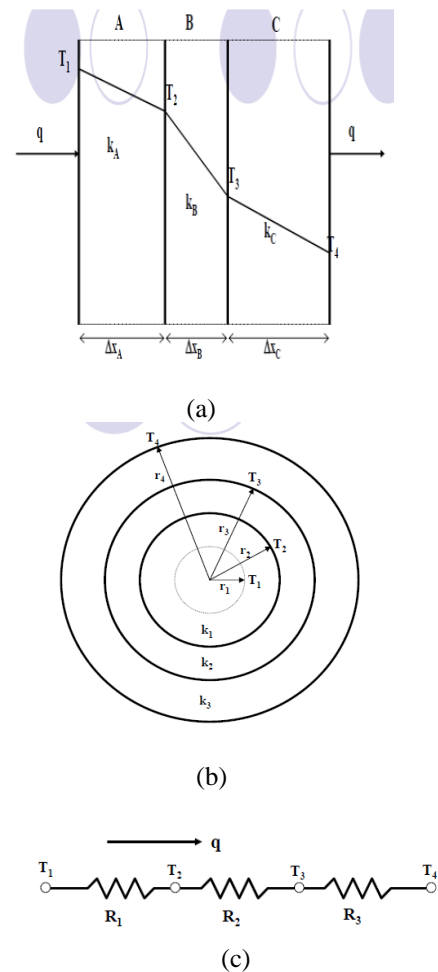 A B C
T1
T2
q
q
kA
T3
kB
kC
T4
ΔxA ΔxB ΔxC
(a)
T4
r4
T3
r3
T2
r2
T1
r1
k1
k2
k3
(b)
q
T1 T2 T3 T4
R1 R2 R3
(c)